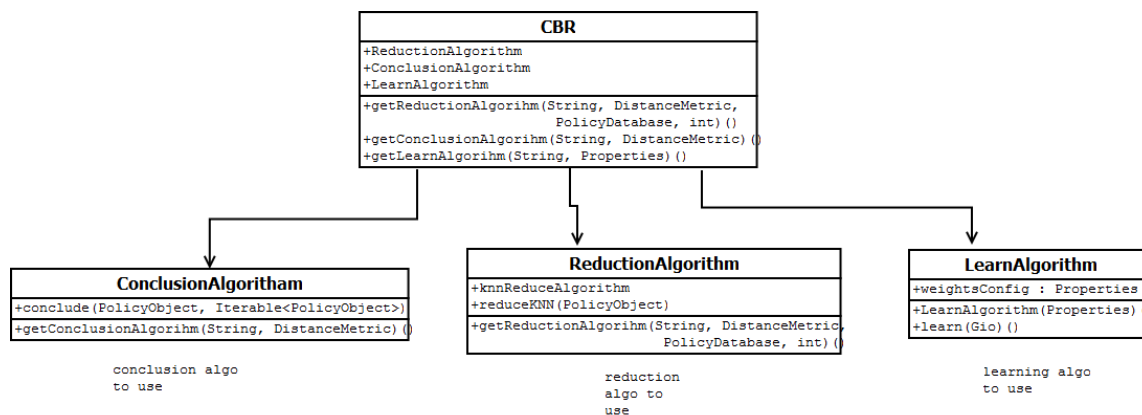 CBR
+ReductionAlgorithm
+ConclusionAlgorithm
+LearnAlgorithm
+getReductionAlgorihm(String, DistanceMetric,
PolicyDatabase, int)()
+getConclusionAlgorihm(String, DistanceMetric)()
+getLearnAlgorihm(String, Properties)()
ConclusionAlgoritham
+conclude(PolicyObject, Iterable<PolicyObject>)
+getConclusionAlgorihm(String, DistanceMetric)()
conclusion algo
to use
ReductionAlgorithm
+knnReduceAlgorithm
+reduceKNN(PolicyObject)
+getReductionAlgorihm(String, DistanceMetric,
PolicyDatabase, int)()
reduction
algo to
use
LearnAlgorithm
+weightsConfig : Properties
+LearnAlgorithm(Properties)(
+learn(Gio)()
learning algo
to use